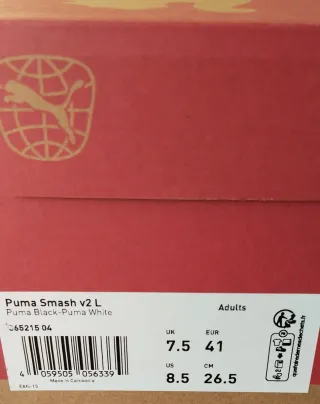 Puma Smash v2 L
Puma Black-Puma White
Adults
365215 04
UK EUR
7.5 41
US CM
8.5 26.5
4 059505 056339
Made in Cambodia